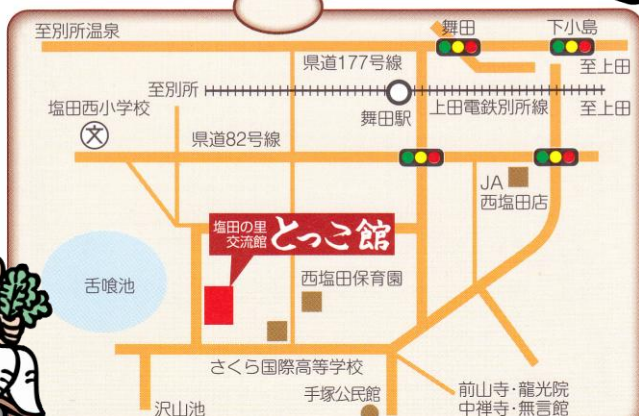 至別所温泉
舞田
下小島
県道177号線
至上田
至別所
塩田西小学校
文
舞田駅
上田電鉄別所線
至上田
県道82号線
JA
西塩田店
塩田の里
交流館
とっこ館
舌喰池
西塩田保育園
さくら国際高等学校
手塚公民館
沢山池
前山寺・龍光院
中禅寺・無言館